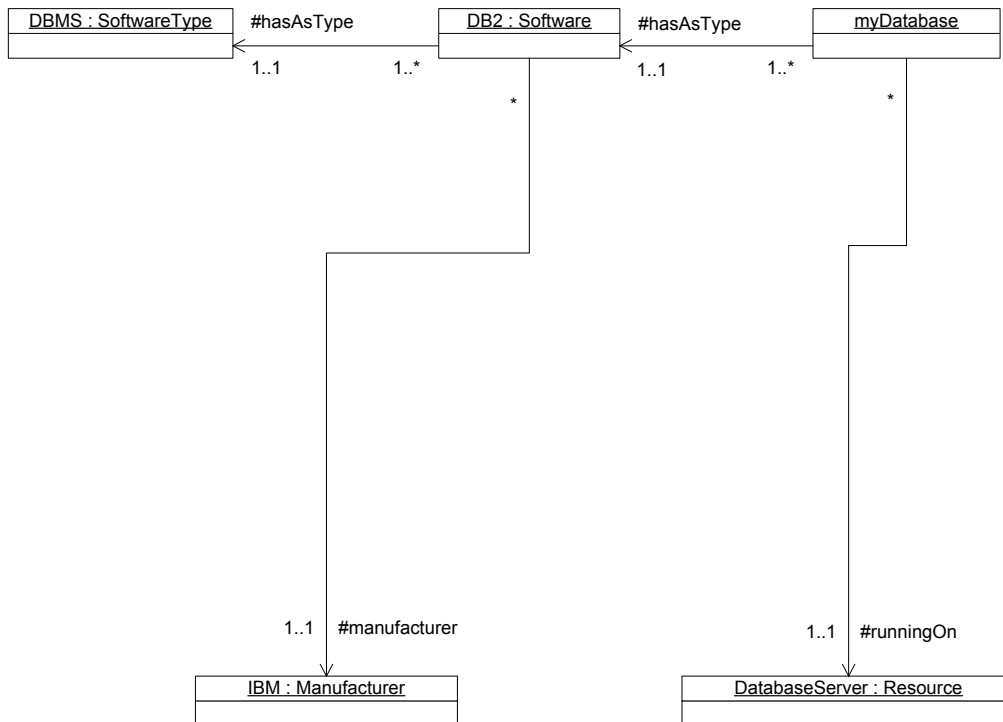 DBMS : SoftwareType
#hasAsType
DB2 : Software
#hasAsType
myDatabase
1..1
1..*
1..1
1..*
*
*
1..1
#manufacturer
1..1
#runningOn
IBM : Manufacturer
DatabaseServer : Resource